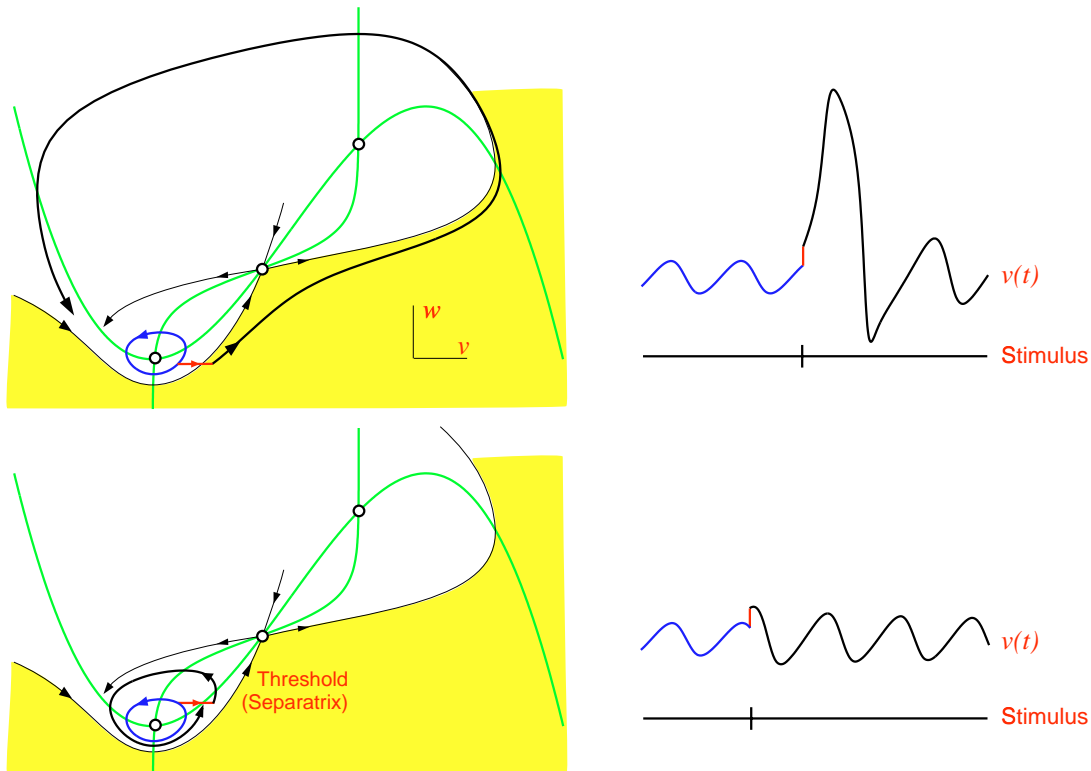 w
v
v(t)
Stimulus
Threshold
(Separatrix)
v(t)
Stimulus